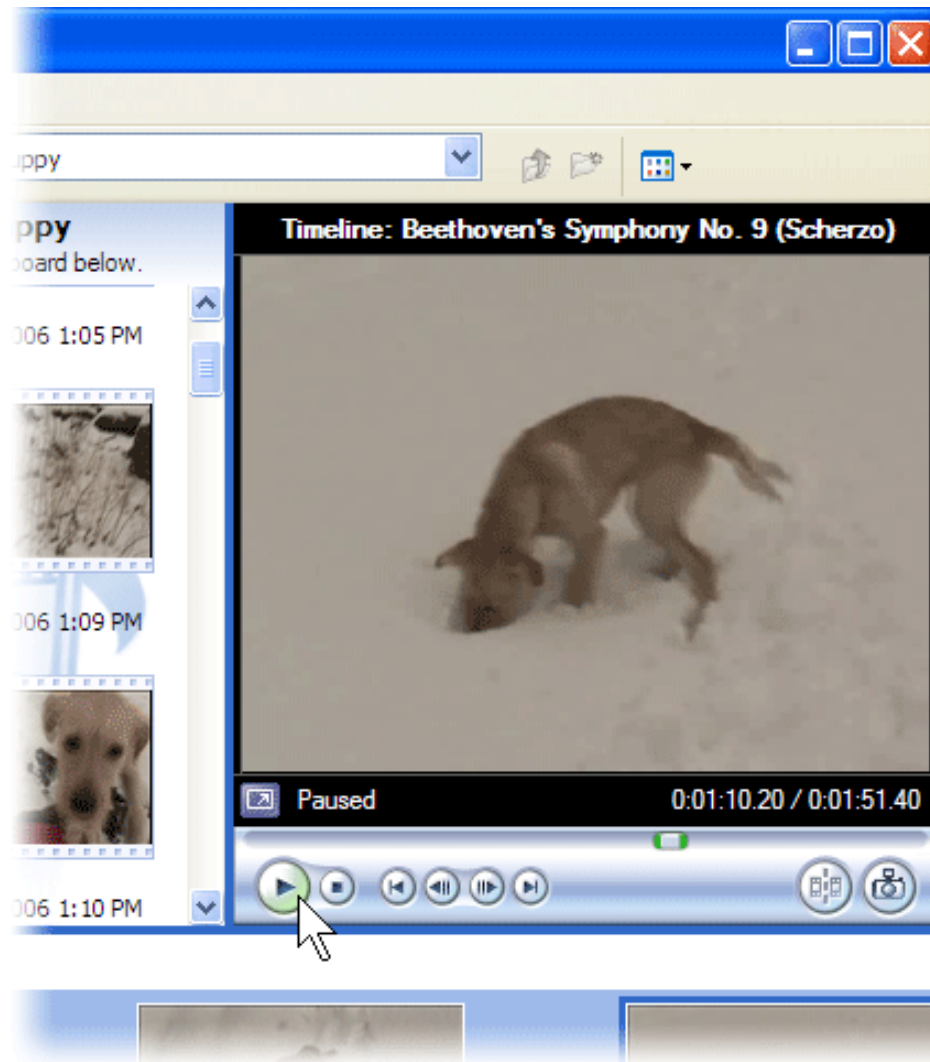 uppy
Timeline: Beethoven's Symphony No. 9 (Scherzo)
ppy
board below.
006 1:05 PM
006 1:09 PM
006 1:10 PM
Paused
0:01:10.20 / 0:01:51.40